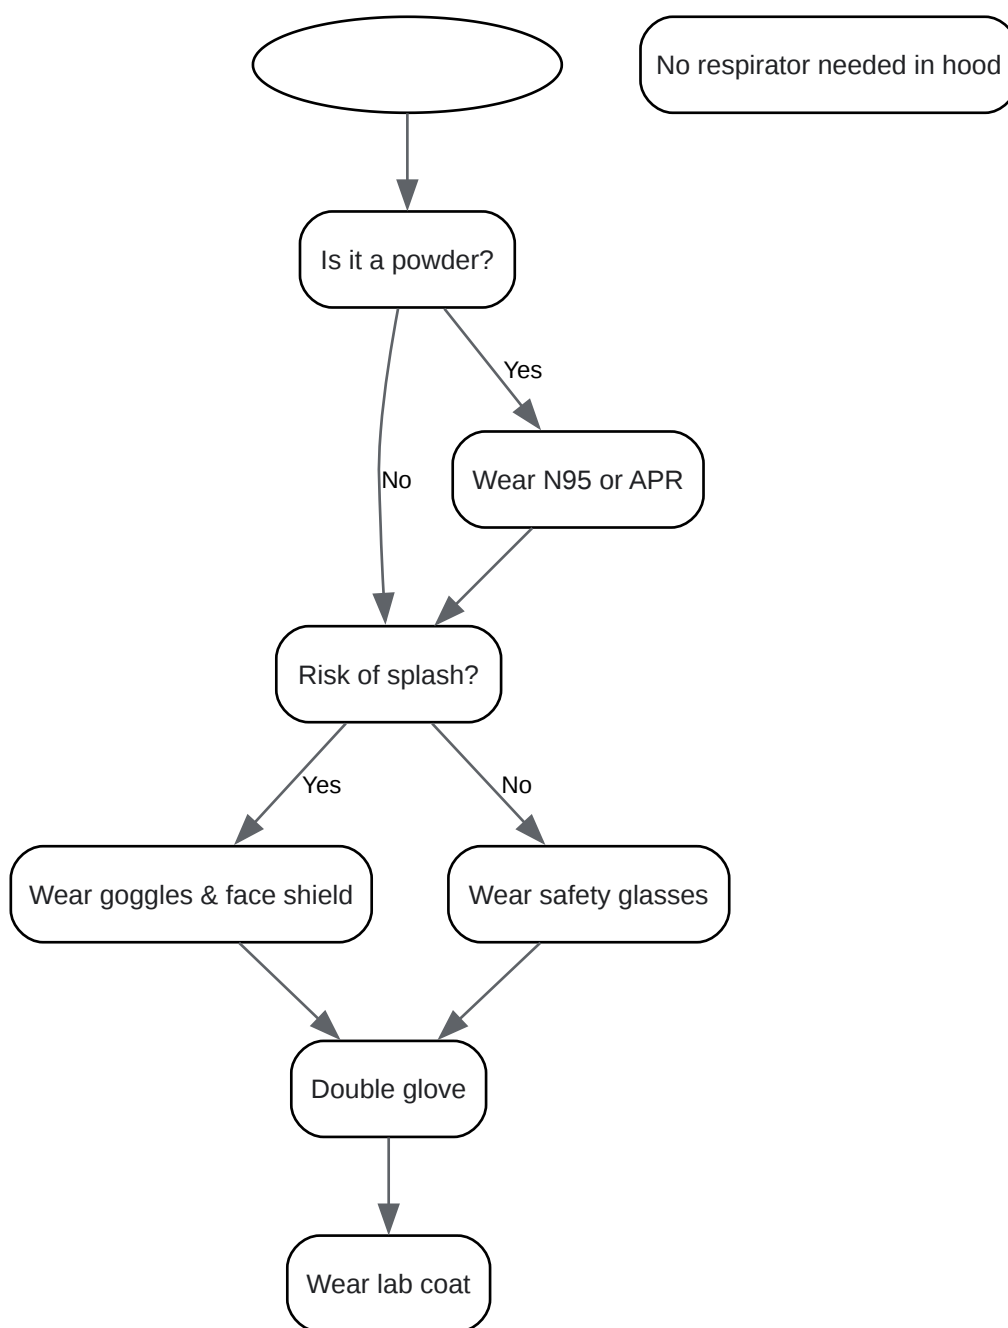 No respirator needed in hood
Is it a powder?
Yes
No
Wear N95 or APR
Risk of splash?
Yes
No
Wear goggles & face shield
Wear safety glasses
Double glove
Wear lab coat